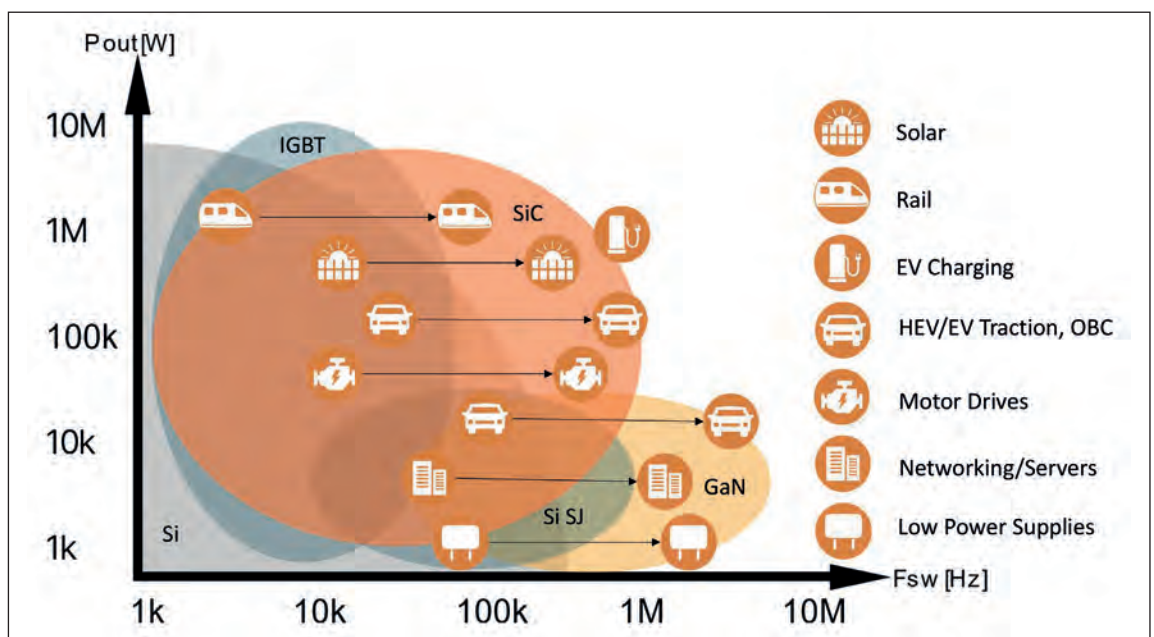 Pout[W]
10M
IGBT
Solar
Rail
SiC
1M
EV Charging
HEV/EV Traction, OBC
100k
Motor Drives
10k
Networking/Servers
GaN
Si SJ
Low Power Supplies
Si
1k
Fsw [Hz]
1k 10k 100k 1M 10M